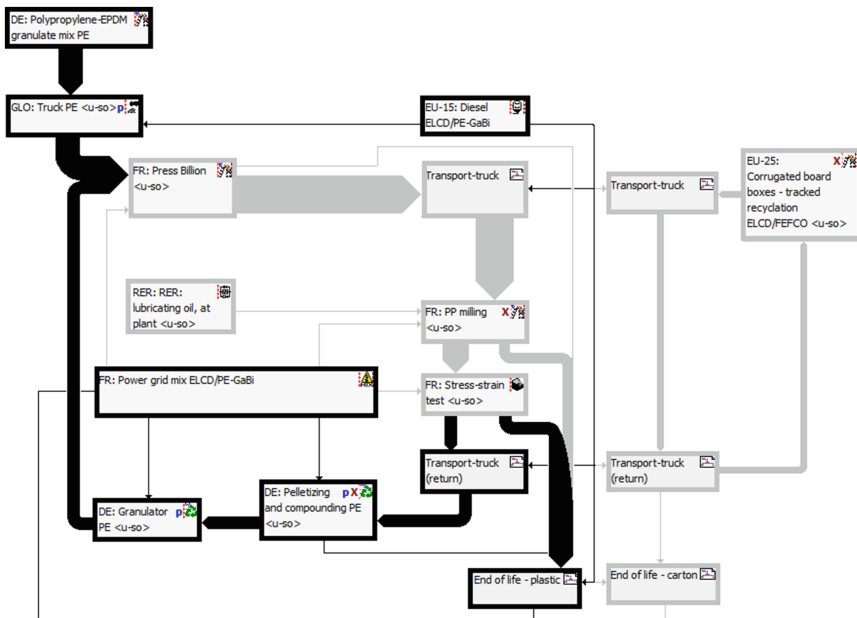 DE: Polypropylene-EPDM
granulate mix PE
GLO: Truck PE <u-so> p
EU-15: Diesel
ELCD/PE-GaBi
FR: Press Billion
<u-so>
Transport-truck
Transport-truck
EU-25: X
Corrugated board
boxes - tracked
recyclation
ELCD/FEFCO <u-so>
RER: RER:
lubricating oil, at
plant <u-so>
FR: PP milling X
<u-so>
FR: Power grid mix ELCD/PE-GaBi
FR: Stress-strain
test <u-so>
Transport-truck
(return)
Transport-truck
(return)
DE: Pelletizing p X
and compounding PE
<u-so>
DE: Granulator p
PE <u-so>
End of life - plastic
End of life - carton